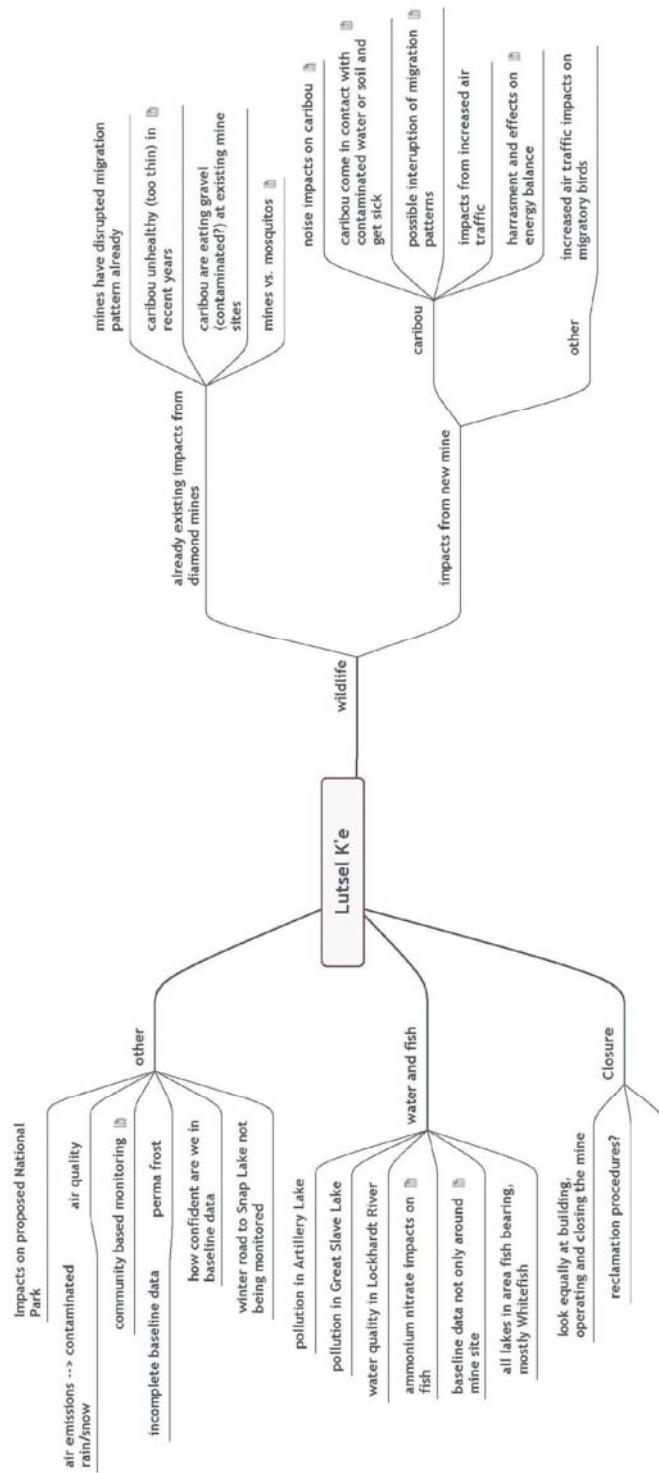 Lutsel K'e
wildlife
already existing impacts from
diamond mines
mines have disrupted migration
pattern already
caribou unhealthy (too thin) in
recent years
caribou are eating gravel
(contaminated?) at existing mine
sites
mines vs. mosquitos
impacts from new mine
caribou
noise impacts on caribou
caribou come in contact with
contaminated water or soil and
get sick
possible interuption of migration
patterns
impacts from increased air
traffic
harrasment and effects on
energy balance
other
increased air traffic impacts on
migratory birds
other
Impacts on proposed National
Park
air quality
air emissions --> contaminated
rain/snow
community based monitoring
perma frost
incomplete baseline data
how confident are we in
baseline data
winter road to Snap Lake not
being monitored
water and fish
pollution in Artillery Lake
pollution in Great Slave Lake
water quality in Lockhardt River
ammonium nitrate Impacts on
fish
baseline data not only around
mine site
all lakes in area fish bearing,
mostly Whitefish
Closure
look equally at building,
operating and closing the mine
reclamation procedures?